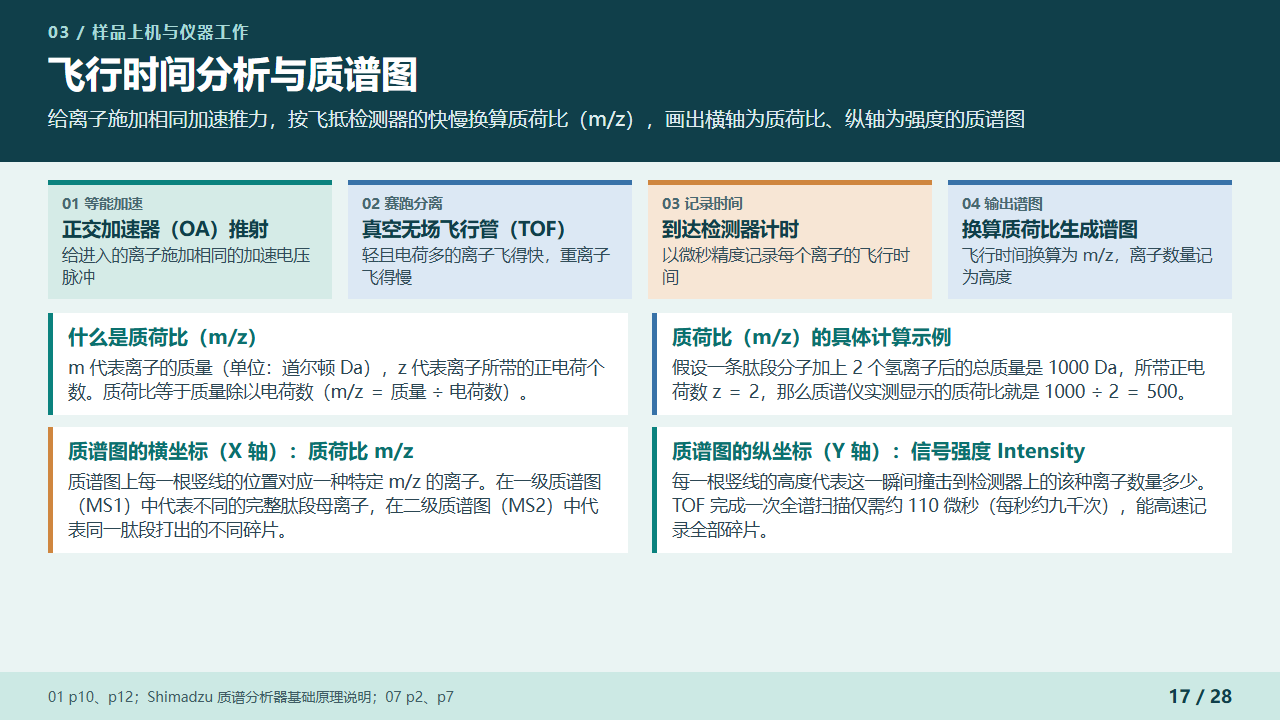 03 / 样品上机与仪器工作
飞行时间分析与质谱图
给离子施加相同加速推力，按飞抵检测器的快慢换算质荷比（m/z），画出横轴为质荷比、纵轴为强度的质谱图
01 等能加速
正交加速器（OA）推射
给进入的离子施加相同的加速电压
脉冲
02 赛跑分离
真空无场飞行管（TOF）
轻且电荷多的离子飞得快，重离子
飞得慢
03 记录时间
到达检测器计时
以微秒精度记录每个离子的飞行时
间
04 输出谱图
换算质荷比生成谱图
飞行时间换算为 m/z，离子数量记
为高度
什么是质荷比（m/z）
m 代表离子的质量（单位：道尔顿 Da），z 代表离子所带的正电荷个
数。质荷比等于质量除以电荷数（m/z = 质量 ÷ 电荷数）。
质荷比（m/z）的具体计算示例
假设一条肽段分子加上 2 个氢离子后的总质量是 1000 Da，所带正电
荷数 z = 2，那么质谱仪实测显示的质荷比就是 1000 ÷ 2 = 500。
质谱图的横坐标（X 轴）：质荷比 m/z
质谱图上每一根竖线的位置对应一种特定 m/z 的离子。在一级质谱图
（MS1）中代表不同的完整肽段母离子，在二级质谱图（MS2）中代
表同一肽段打出的不同碎片。
质谱图的纵坐标（Y 轴）：信号强度 Intensity
每一根竖线的高度代表这一瞬间撞击到检测器上的该种离子数量多少。
TOF 完成一次全谱扫描仅需约 110 微秒（每秒约九千次），能高速记
录全部碎片。
01 p10、p12；Shimadzu 质谱分析器基础原理说明；07 p2、p7
17 / 28